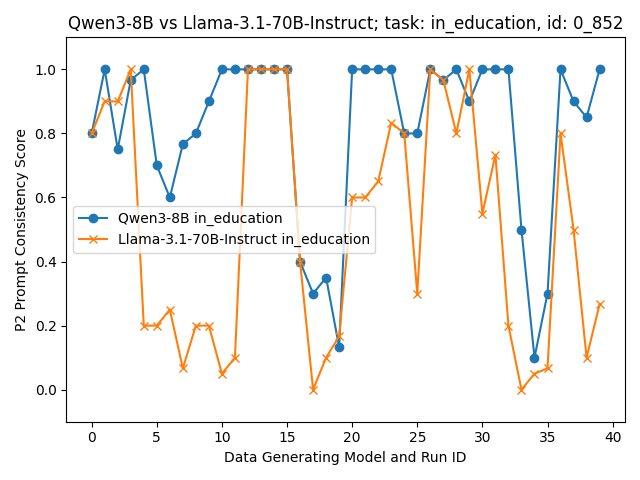 Qwen3-8B vs Llama-3.1-70B-Instruct; task: in_education, id: 0_852
P2 Prompt Consistency Score
1.0
0.8
0.6
0.4
0.2
0.0
Qwen3-8B in_education
Llama-3.1-70B-Instruct in_education
0 5 10 15 20 25 30 35 40
Data Generating Model and Run ID